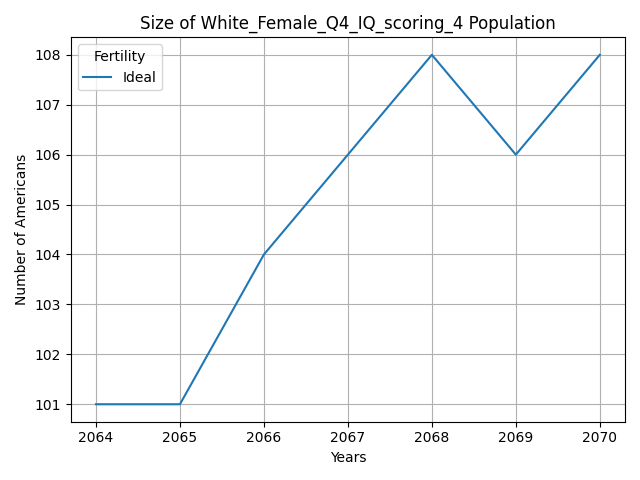 Size of White_Female_Q4_IQ_scoring_4 Population
Fertility
Ideal
Number of Americans
108
107
106
105
104
103
102
101
2064 2065 2066 2067 2068 2069 2070
Years